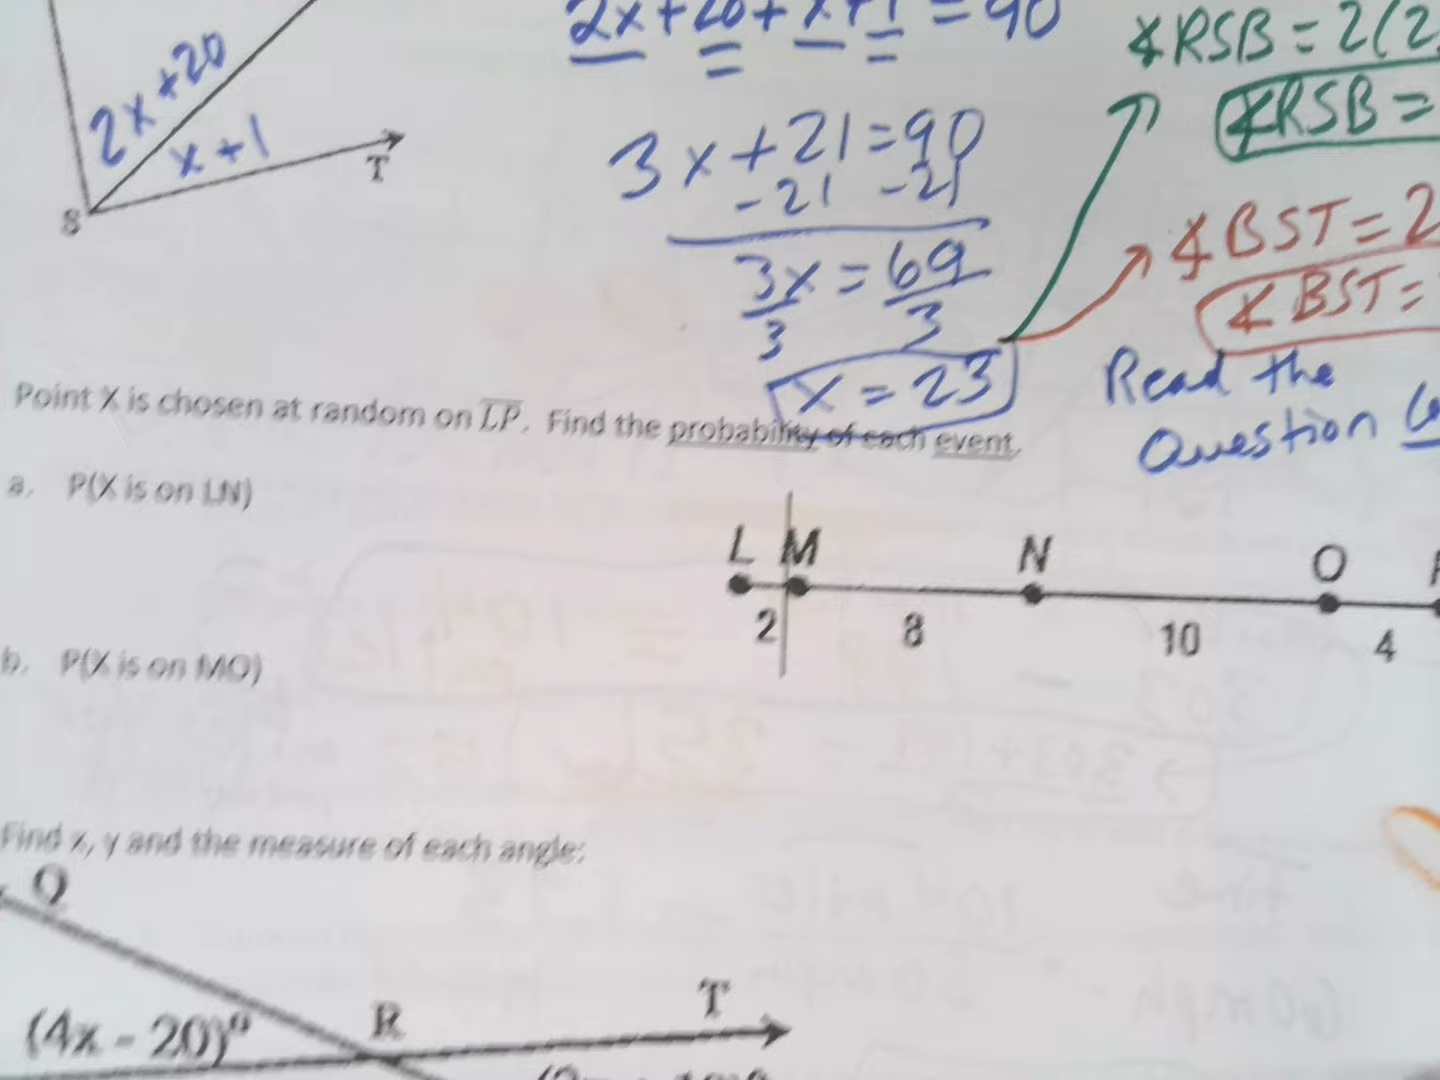 2x+20+x+1 = 90
∡RSB = 2(2
∡RSB =
2x+20
x+1
T
S
3x+21=90
-21 -21
3x = 69
3 3
x = 23
∡BST = 2
∡BST =
Read the
Question
Point X is chosen at random on LP. Find the probability of each event.
a. P(X is on LN)
L M N O
2 8 10 4
b. P(X is on MO)
Find x, y and the measure of each angle:
Q
(4x - 20)°
R
T